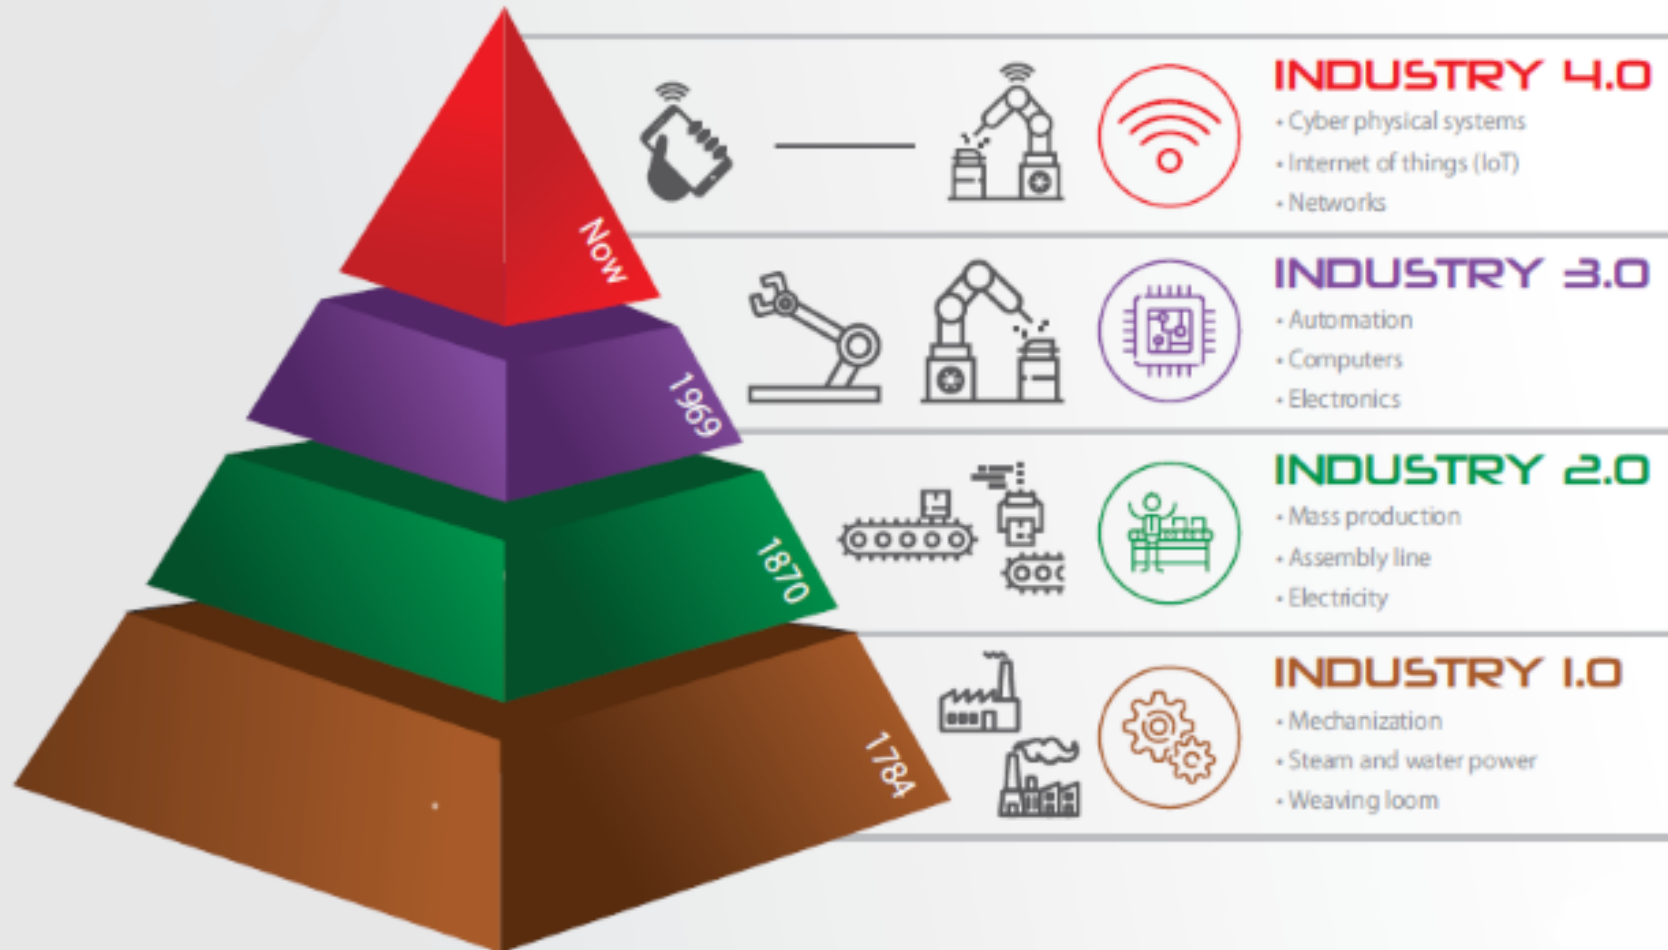 INDUSTRY 4.0
• Cyber physical systems
• Internet of things (IoT)
• Networks
Now
INDUSTRY 3.0
• Automation
• Computers
• Electronics
1969
INDUSTRY 2.0
• Mass production
• Assembly line
• Electricity
1870
INDUSTRY 1.0
• Mechanization
• Steam and water power
• Weaving loom
1784